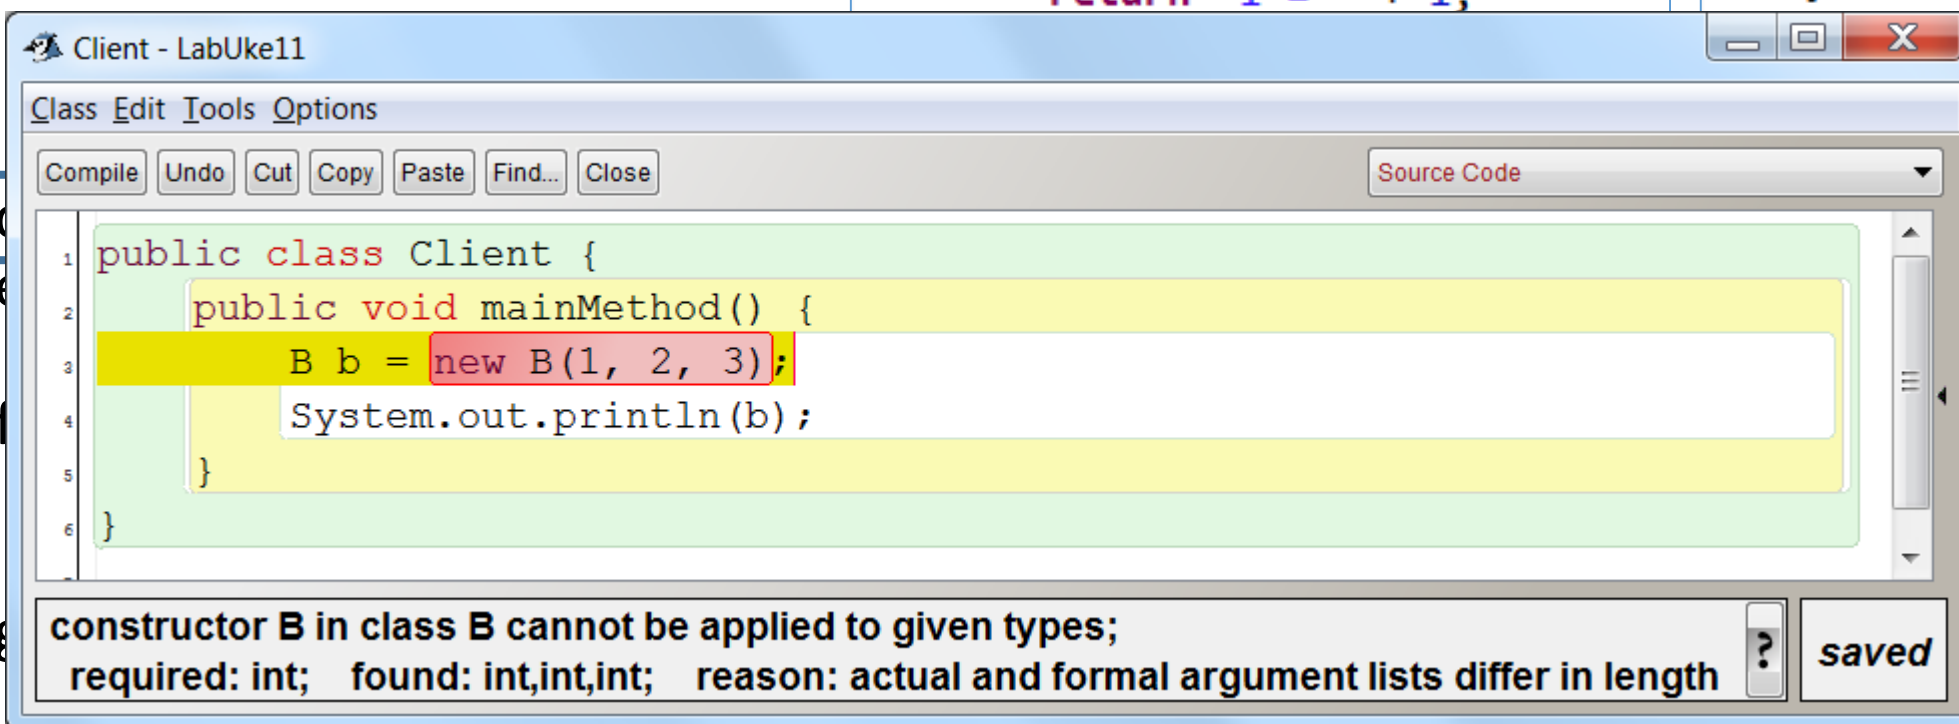 return
Client - LabUke11
Class Edit Tools Options
Compile Undo Cut Copy Paste Find... Close Source Code
1 public class Client {
2 public void mainMethod() {
3 B b = new B(1, 2, 3);
4 System.out.println(b);
5 }
6 }
constructor B in class B cannot be applied to given types;
required: int; found: int,int,int; reason: actual and formal argument lists differ in length
?
saved